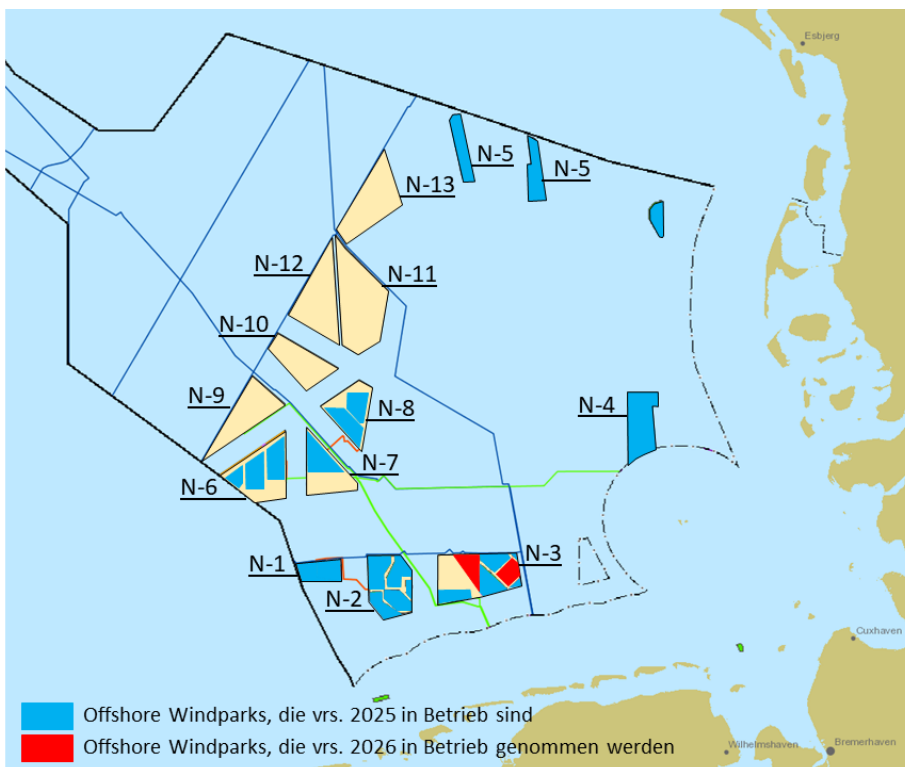 Esbjerg
N-5
N-5
N-13
N-12
N-11
N-10
N-9
N-8
N-4
N-7
N-6
N-3
N-1
N-2
Cuxhaven
Offshore Windparks, die vrs. 2025 in Betrieb sind
Offshore Windparks, die vrs. 2026 in Betrieb genommen werden
Wilhelmshaven
Bremerhaven